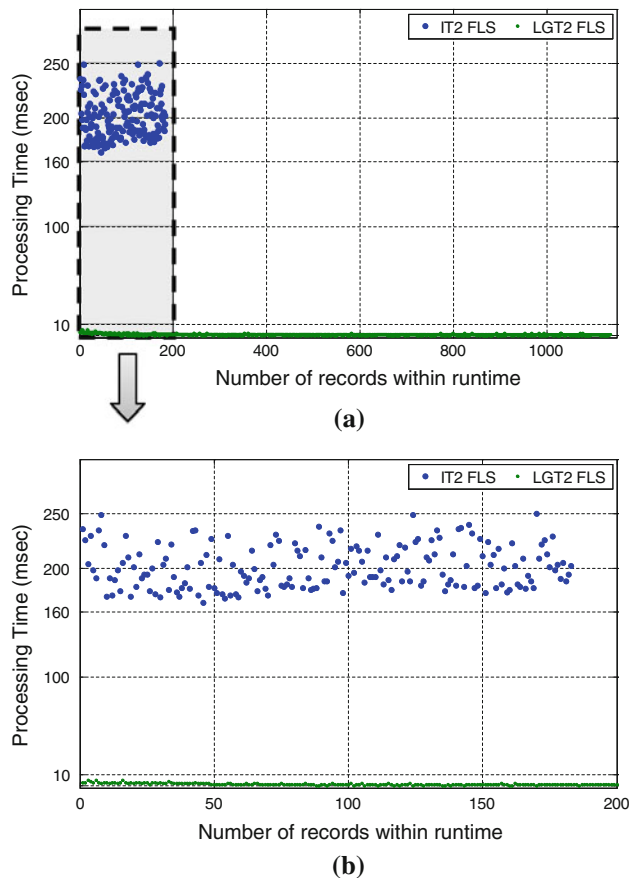 IT2 FLS LGT2 FLS
250
200
160
100
10
Processing Time (msec)
0 200 400 600 800 1000
Number of records within runtime
(a)
IT2 FLS LGT2 FLS
250
200
160
100
10
Processing Time (msec)
0 50 100 150 200
Number of records within runtime
(b)